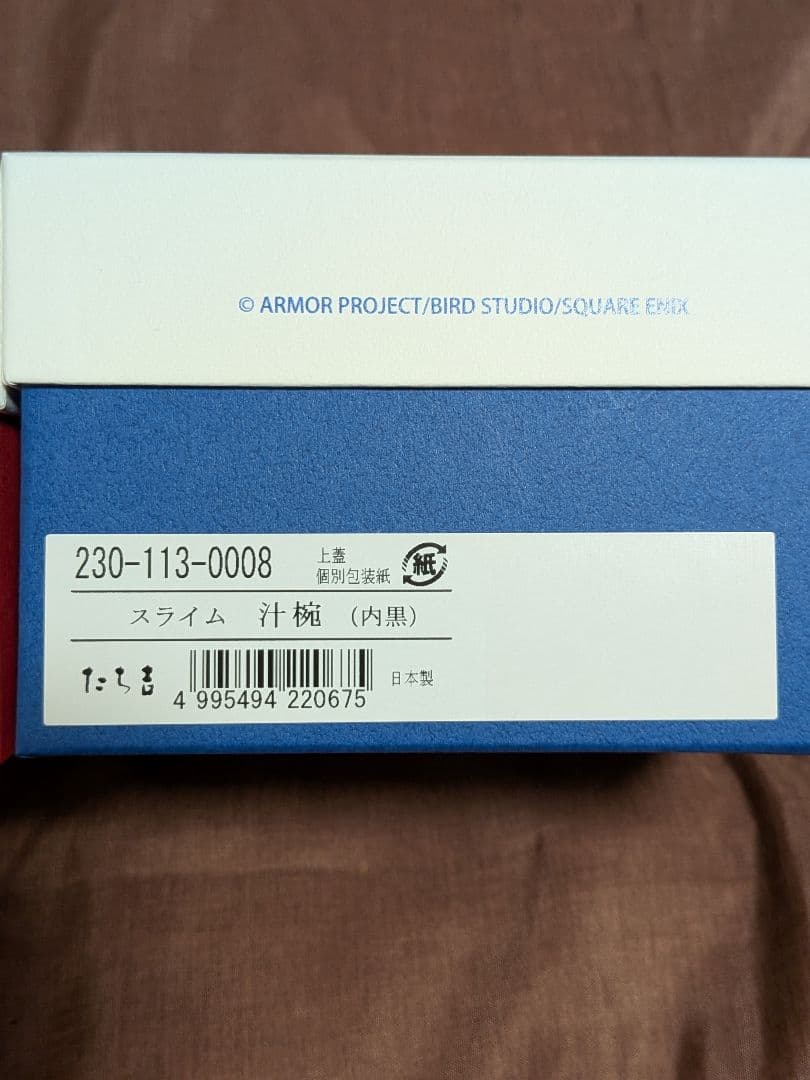 © ARMOR PROJECT/BIRD STUDIO/SQUARE ENIX
230-113-0008
上蓋
個別包装紙
紙
スライム 汁椀 (内黒)
たち吉
日本製
4 995494 220675